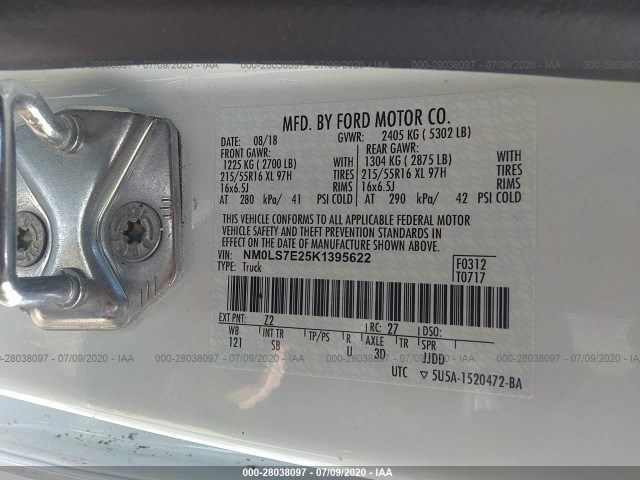 000-28038097 - 07/09/2020 - IAA
000-28038097 - 07/09/2020 - IAA
MFD. BY FORD MOTOR CO.
DATE: 08/18 GVWR: 2405 KG ( 5302 LB)
FRONT GAWR: REAR GAWR:
1225 KG ( 2700 LB) WITH 1304 KG ( 2875 LB) WITH
215/55R16 XL 97H TIRES 215/55R16 XL 97H TIRES
16x6.5J RIMS 16x6.5J RIMS
AT 280 kPa/ 41 PSI COLD AT 290 kPa/ 42 PSI COLD
THIS VEHICLE CONFORMS TO ALL APPLICABLE FEDERAL MOTOR
VEHICLE SAFETY AND THEFT PREVENTION STANDARDS IN
EFFECT ON THE DATE OF MANUFACTURE SHOWN ABOVE.
VIN: NM0LS7E25K1395622
TYPE: Truck
F0312
T0717
EXT PNT: Z2 RC: 27 DSO:
WB INT TR TP/PS R AXLE TR SPR
121 SB U 3D JJDD
UTC ▽ 5U5A-1520472-BA
000-28038097 - 07/09/2020 - IAA
000-28038097 - 07/09/2020 - IAA
000-28038097 - 07/09/2020 - IAA